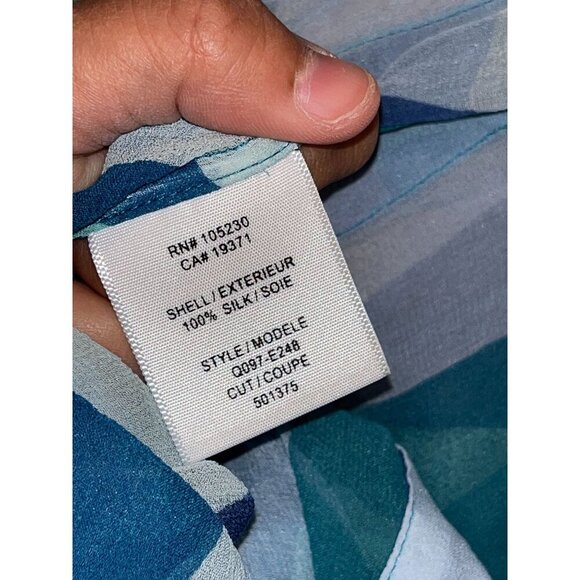 RN# 105230
CA# 19371
SHELL / EXTERIEUR
100% SILK / SOIE
STYLE / MODELE
Q097-E248
CUT / COUPE
501375